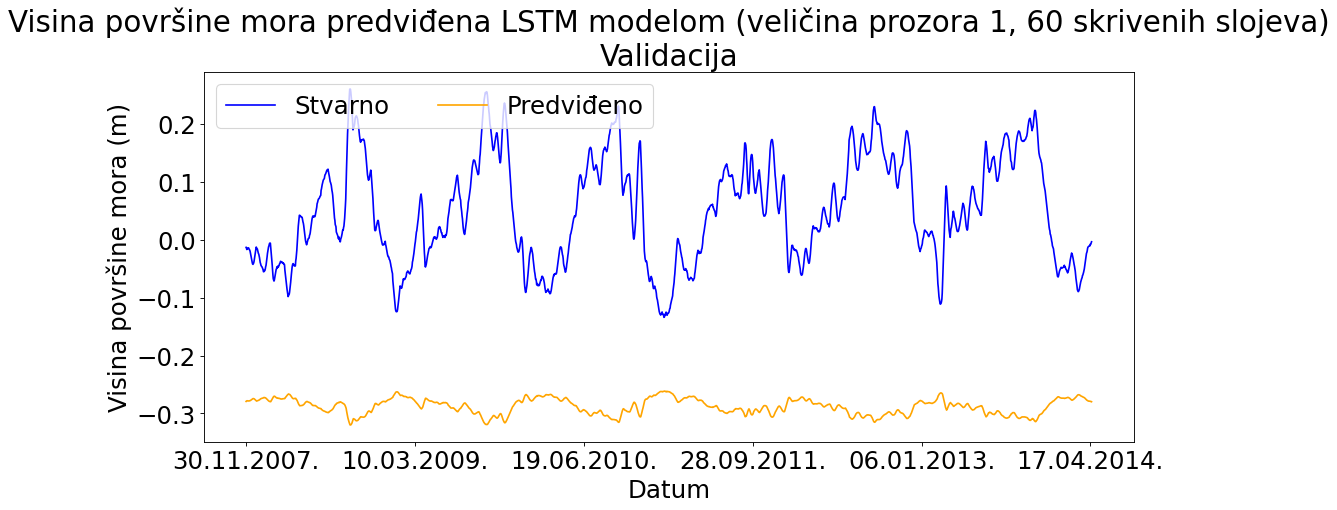 Visina površine mora predviđena LSTM modelom (veličina prozora 1, 60 skrivenih slojeva)
Validacija
Stvarno
Predviđeno
Visina površine mora (m)
0.2
0.1
0.0
−0.1
−0.2
−0.3
30.11.2007.
10.03.2009.
19.06.2010.
28.09.2011.
06.01.2013.
17.04.2014.
Datum